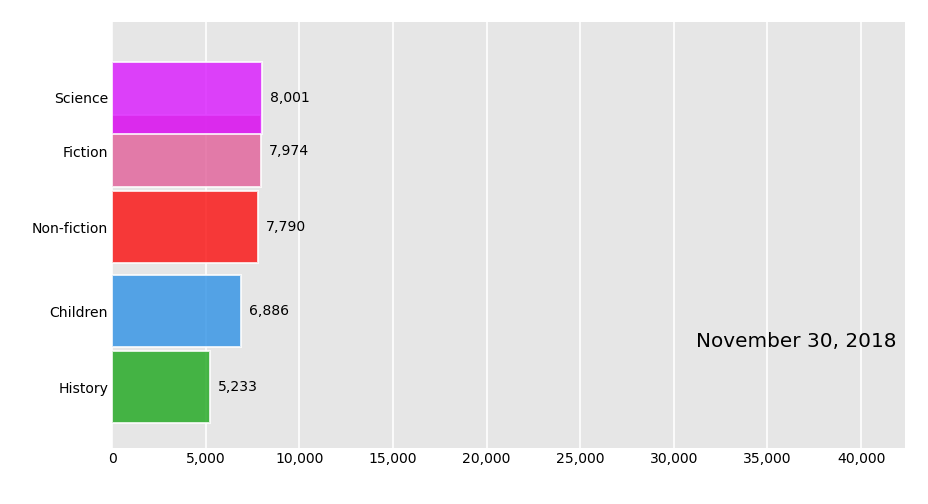 Science 8,001
Fiction 7,974
Non-fiction 7,790
Children 6,886
November 30, 2018
History 5,233
0 5,000 10,000 15,000 20,000 25,000 30,000 35,000 40,000